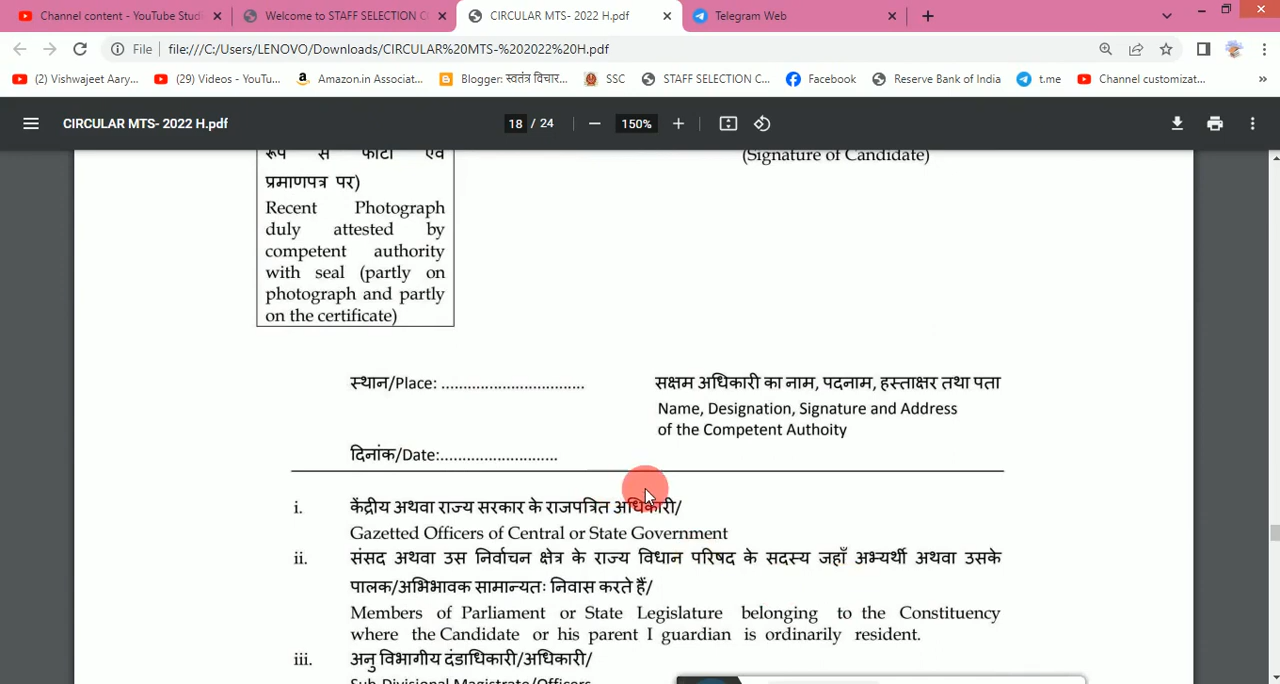 Channel content - YouTube Stud
Welcome to STAFF SELECTION C
CIRCULAR MTS- 2022 H.pdf
Telegram Web
File
file:///C:/Users/LENOVO/Downloads/CIRCULAR%20MTS-%202022%20H.pdf
(2) Vishwajeet Aary...
(29) Videos - YouTu...
Amazon.in Associat...
Blogger: स्वतंत्र विचार...
SSC
STAFF SELECTION C...
Facebook
Reserve Bank of India
t.me
Channel customizat...
»
CIRCULAR MTS- 2022 H.pdf
18 / 24
150%
रूप से फोटो एवं
प्रमाणपत्र पर)
Recent Photograph
duly attested by
competent authority
with seal (partly on
photograph and partly
on the certificate)
(Signature of Candidate)
स्थान/Place: ................................
सक्षम अधिकारी का नाम, पदनाम, हस्ताक्षर तथा पता
Name, Designation, Signature and Address
of the Competent Authoity
दिनांक/Date:..........................
i. केंद्रीय अथवा राज्य सरकार के राजपत्रित अधिकारी/
Gazetted Officers of Central or State Government
ii. संसद अथवा उस निर्वाचन क्षेत्र के राज्य विधान परिषद के सदस्य जहाँ अभ्यर्थी अथवा उसके
पालक/अभिभावक सामान्यतः निवास करते हैं/
Members of Parliament or State Legislature belonging to the Constituency
where the Candidate or his parent I guardian is ordinarily resident.
iii. अनु विभागीय दंडाधिकारी/अधिकारी/
Sub-Divisional Magistrate/Officers